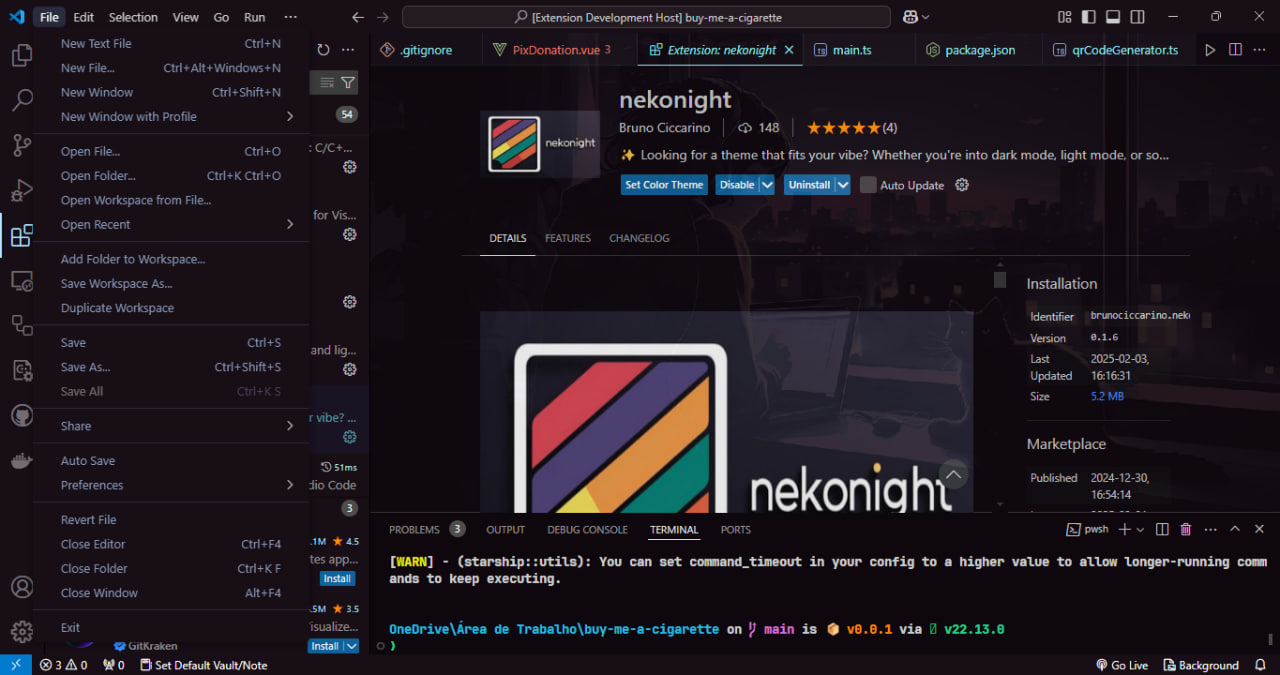 File Edit Selection View Go Run ···
[Extension Development Host] buy-me-a-cigarette
New Text File Ctrl+N
New File... Ctrl+Alt+Windows+N
New Window Ctrl+Shift+N
New Window with Profile
Open File... Ctrl+O
Open Folder... Ctrl+K Ctrl+O
Open Workspace from File...
Open Recent
Add Folder to Workspace...
Save Workspace As...
Duplicate Workspace
Save Ctrl+S
Save As... Ctrl+Shift+S
Save All Ctrl+K S
Share
Auto Save
Preferences
Revert File
Close Editor Ctrl+F4
Close Folder Ctrl+K F
Close Window Alt+F4
Exit
54
: C/C+...
for Vis...
and lig...
r vibe? ...
51ms
dio Code
3
.1M ★ 4.5
tes app...
Install
.5M ★ 3.5
isualize...
GitKraken
Install
.gitignore
PixDonation.vue 3
Extension: nekonight
main.ts
package.json
qrCodeGenerator.ts
nekonight
nekonight
Bruno Ciccarino 148 ★★★★★(4)
✨ Looking for a theme that fits your vibe? Whether you're into dark mode, light mode, or so...
Set Color Theme Disable Uninstall Auto Update
DETAILS FEATURES CHANGELOG
nekonight
Installation
Identifier brunociccarino.neko
Version 0.1.6
Last Updated 2025-02-03, 16:16:31
Size 5.2 MB
Marketplace
Published 2024-12-30, 16:54:14
PROBLEMS 3 OUTPUT DEBUG CONSOLE TERMINAL PORTS
pwsh
[WARN] - (starship::utils): You can set command_timeout in your config to a higher value to allow longer-running comm
ands to keep executing.
OneDrive\Área de Trabalho\buy-me-a-cigarette on main is 📦 v0.0.1 via v22.13.0
❯
3 0 0 Set Default Vault/Note
Go Live Background